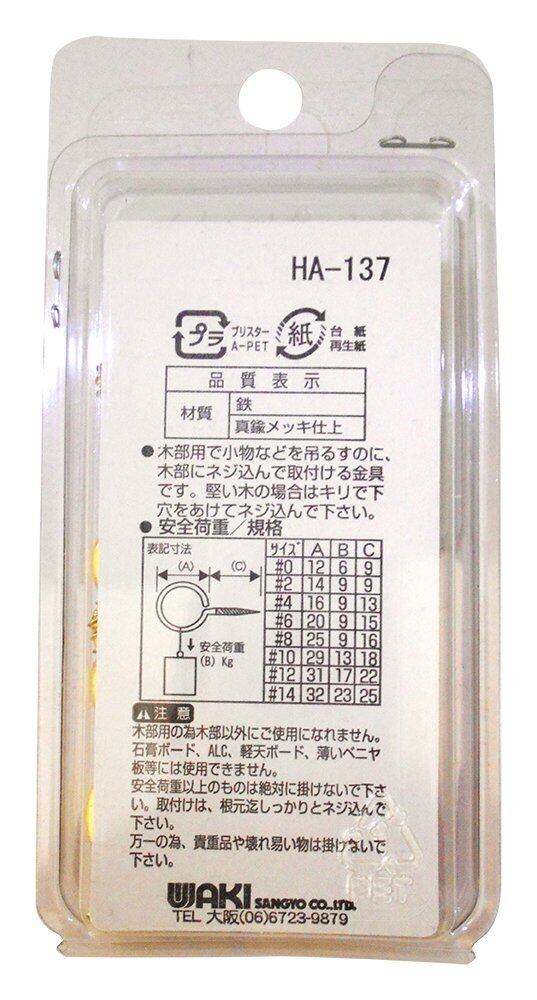 HA-137
プラ ブリスター 紙 台紙
A-PET 再生紙
品質表示
材質 鉄
真鍮メッキ仕上
●木部用で小物などを吊るすのに、
木部にネジ込んで取付ける金具
です。堅い木の場合はキリで下
穴をあけてネジ込んで下さい。
●安全荷重/規格
表記寸法
(A) (C)
安全荷重
(B) Kg
サイズ A B C
#0 12 6 9
#2 14 9 9
#4 16 9 13
#6 20 9 15
#8 25 9 16
#10 29 13 18
#12 31 17 22
#14 32 23 25
⚠注意
木部用の為木部以外にご使用になれません。
石膏ボード、ALC、軽天ボード、薄いベニヤ
板等には使用できません。
安全荷重以上のものは絶対に掛けないで下さ
い。取付けは、根元迄しっかりとネジ込んで
下さい。
万一の為、貴重品や壊れ易い物は掛けないで
下さい。
WAKI SANGYO CO.,LTD.
TEL 大阪(06)6723-9879
PET